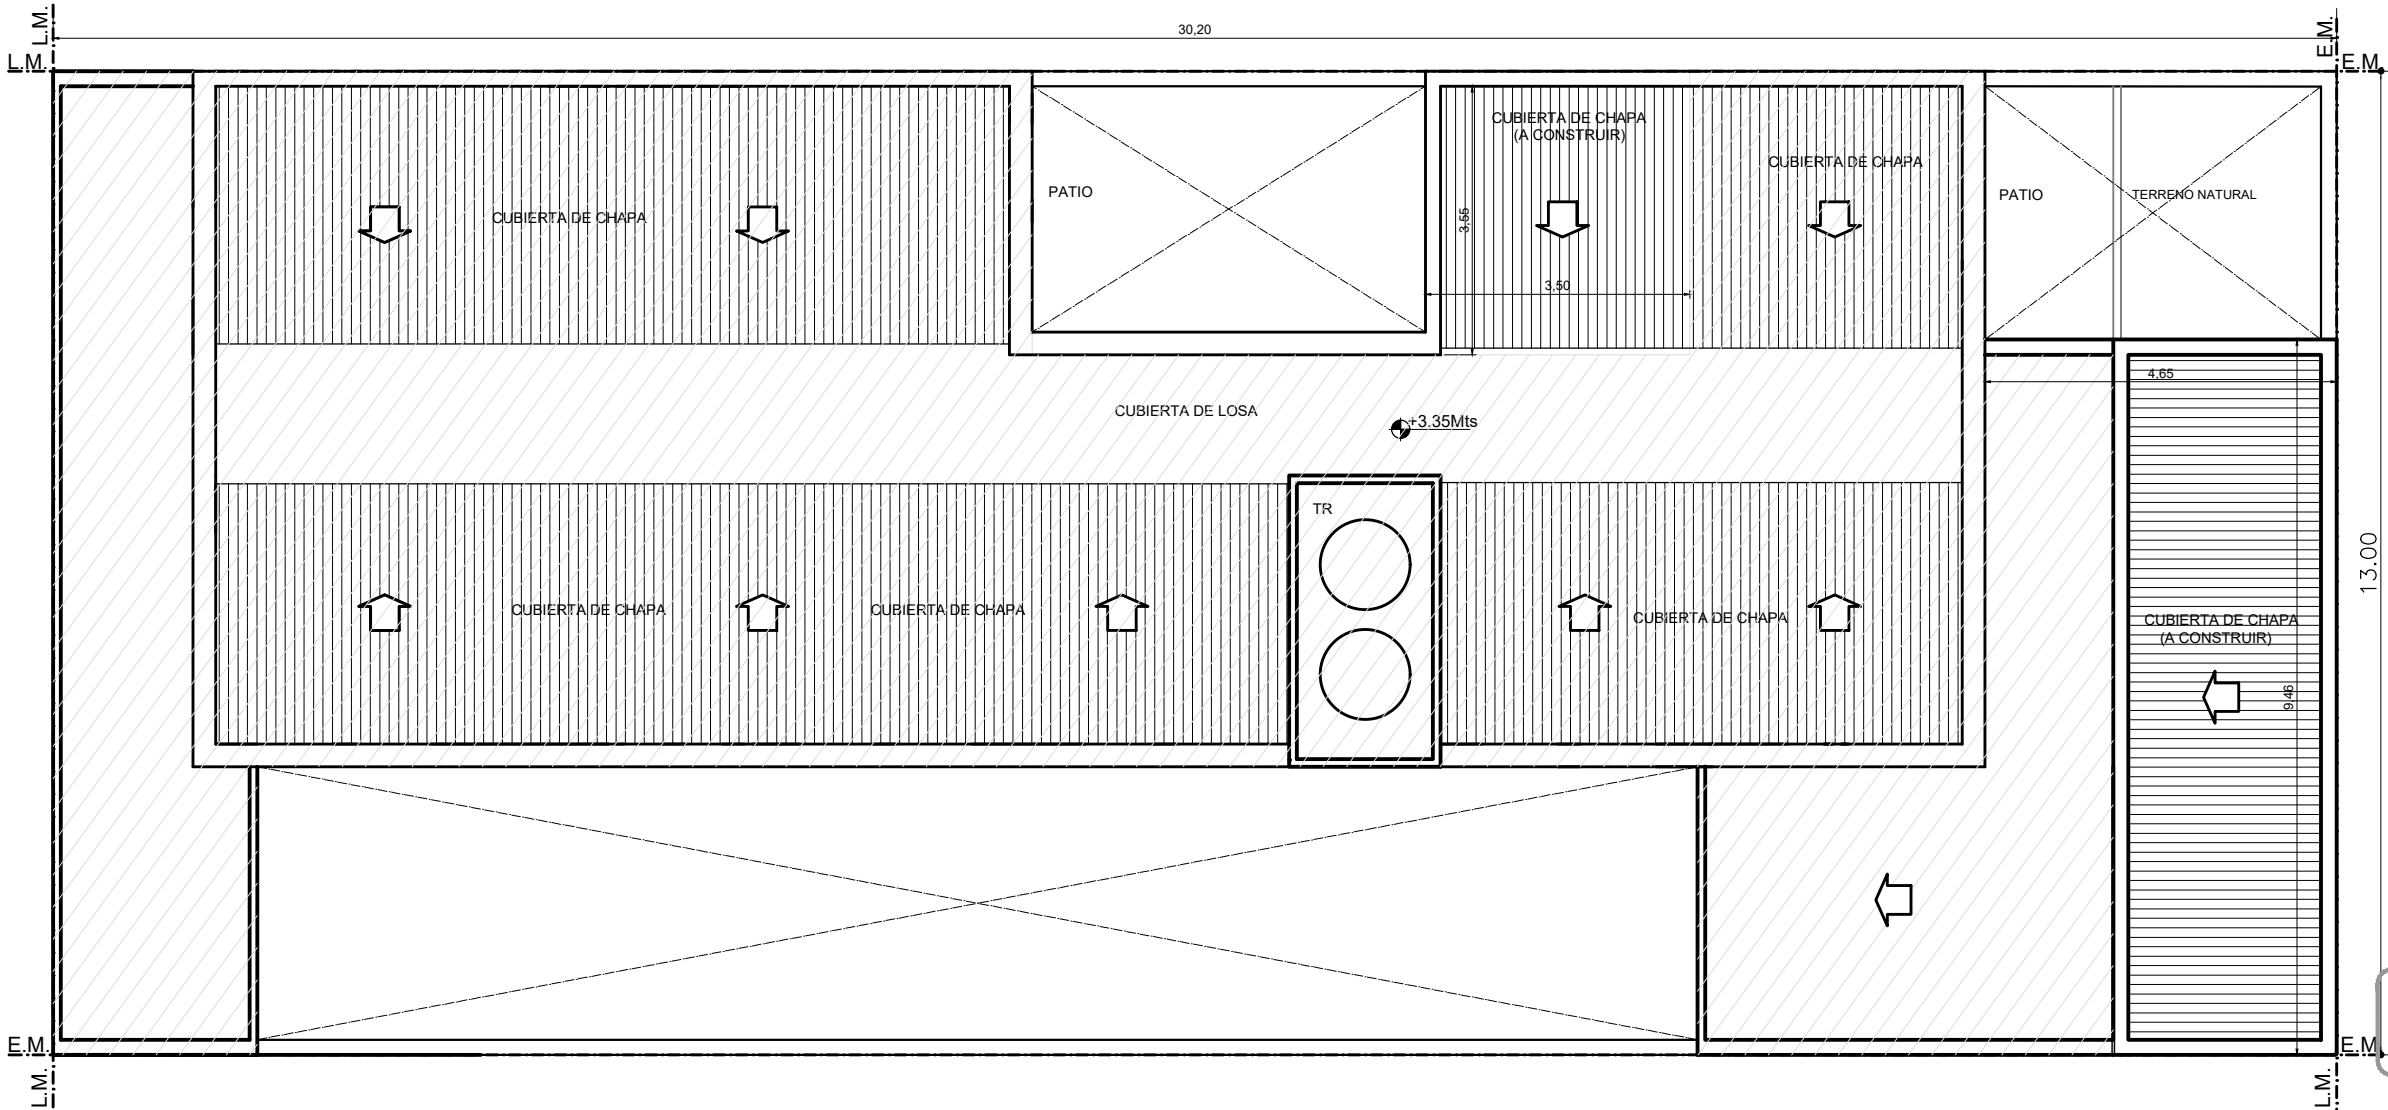 L.M.
30,20
E.M.
L.M.
E.M.
CUBIERTA DE CHAPA
(A CONSTRUIR)
CUBIERTA DE CHAPA
PATIO
PATIO
TERRENO NATURAL
CUBIERTA DE CHAPA
3,55
3,50
4,65
CUBIERTA DE LOSA
+3.35Mts
TR
13.00
CUBIERTA DE CHAPA
CUBIERTA DE CHAPA
CUBIERTA DE CHAPA
CUBIERTA DE CHAPA
(A CONSTRUIR)
9,46
E.M.
E.M.
L.M.
L.M.